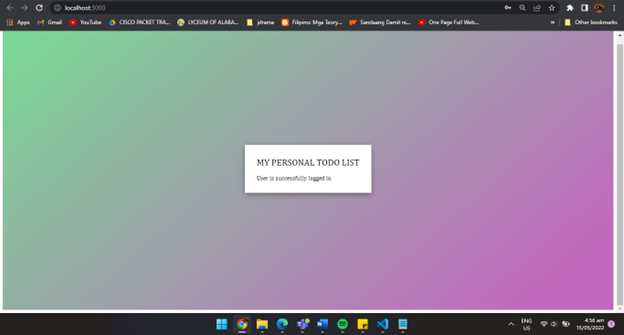 localhost:3000
Apps Gmail YouTube CISCO PACKET TRA... LYCEUM OF ALABA... jdrama Filipino: Mga Teory... Sandaang Damit ni... One Page Full Web... » Other bookmarks
MY PERSONAL TODO LIST
User is successfully logged in
ENG
US
4:56 am
15/05/2022